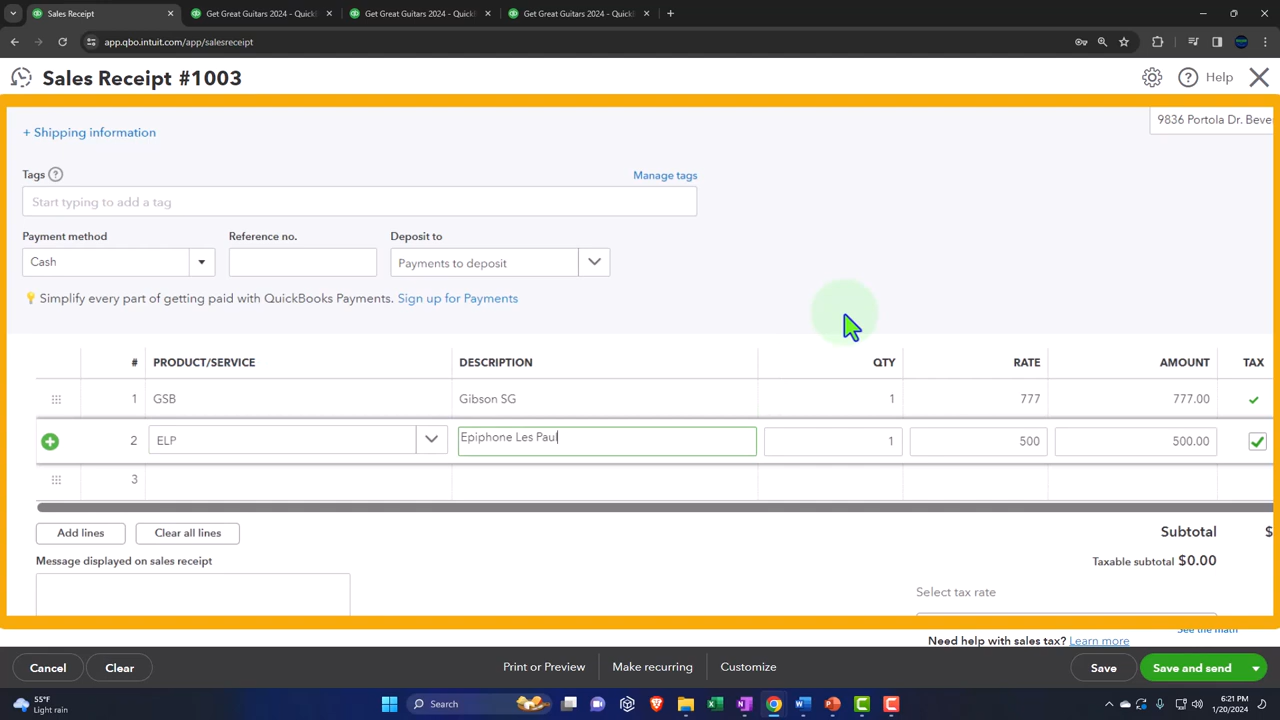 Sales Receipt
Get Great Guitars 2024 - QuickB
Get Great Guitars 2024 - QuickB
Get Great Guitars 2024 - QuickB
app.qbo.intuit.com/app/salesreceipt
Sales Receipt #1003
Help
+ Shipping information
9836 Portola Dr. Beve
Tags
Manage tags
Start typing to add a tag
Payment method
Reference no.
Deposit to
Cash
Payments to deposit
Simplify every part of getting paid with QuickBooks Payments. Sign up for Payments
# PRODUCT/SERVICE DESCRIPTION QTY RATE AMOUNT TAX
1 GSB Gibson SG 1 777 777.00
2 ELP Epiphone Les Paul 1 500 500.00
3
Add lines
Clear all lines
Subtotal $
Message displayed on sales receipt
Taxable subtotal $0.00
Select tax rate
See the math
Need help with sales tax? Learn more
Cancel
Clear
Print or Preview
Make recurring
Customize
Save
Save and send
55°F
Light rain
Search
6:21 PM
1/20/2024